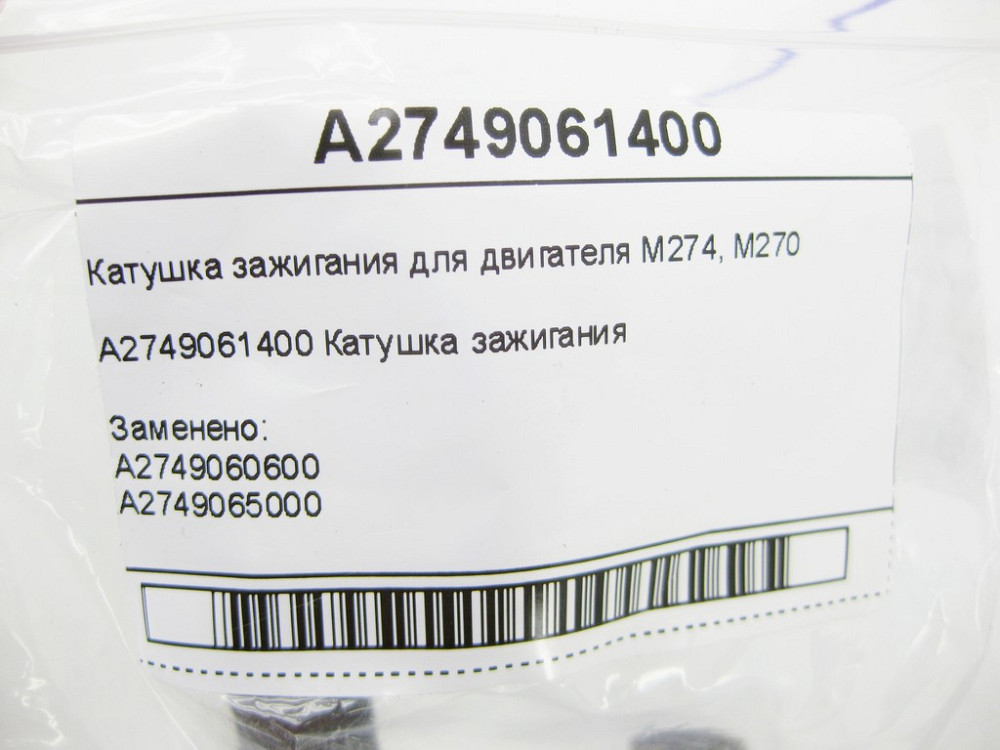 A2749061400
Катушка зажигания для двигателя M274, M270
A2749061400 Катушка зажигания
Заменено:
A2749060600
A2749065000